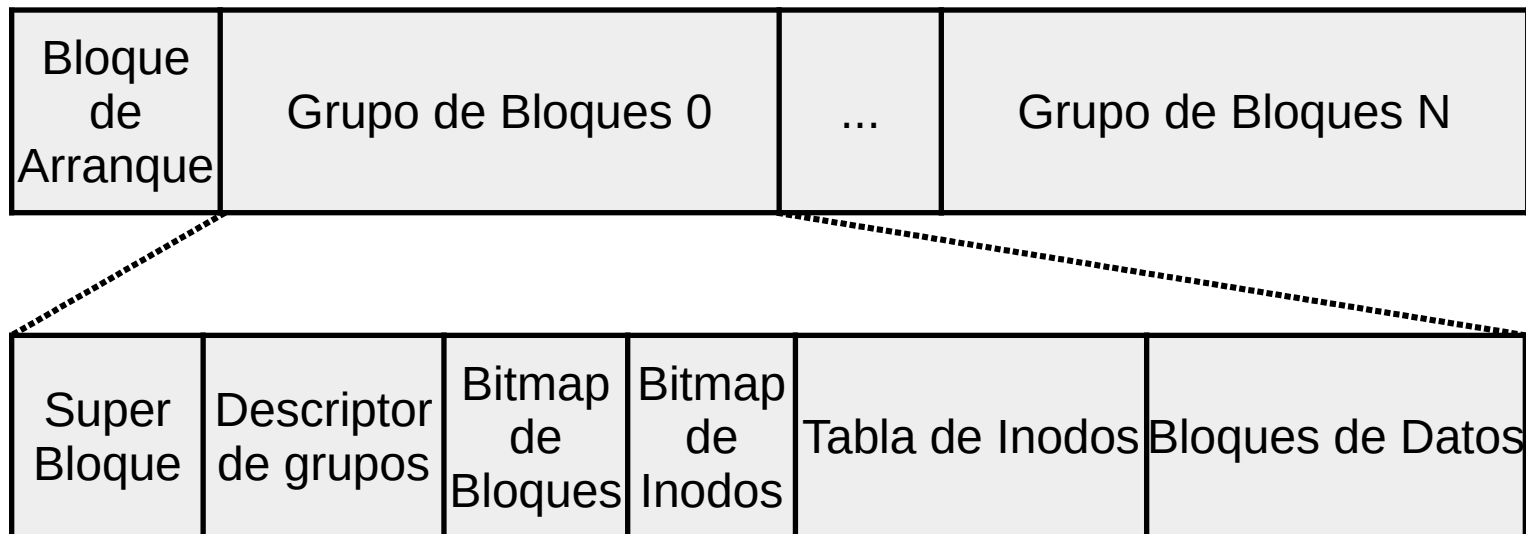 Bloque
de
Arranque
Grupo de Bloques 0
...
Grupo de Bloques N
Super
Bloque
Descriptor
de grupos
Bitmap
de
Bloques
Bitmap
de
Inodos
Tabla de Inodos
Bloques de Datos